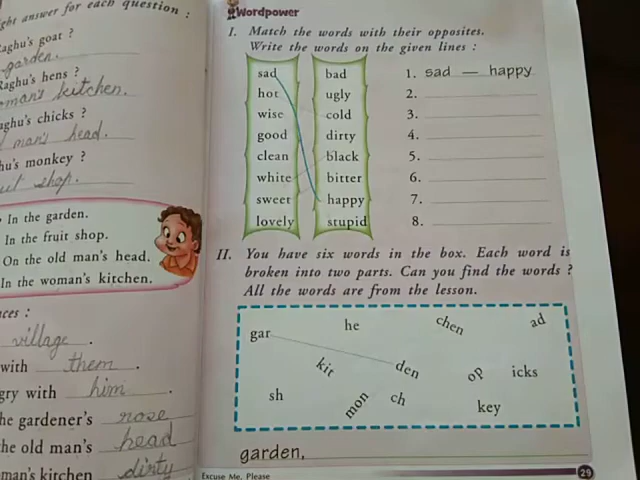 ght answer for each question :
Raghu's goat ?
garden.
Raghu's hens ?
oman's kitchen.
aghu's chicks ?
man's head.
hu's monkey ?
shop.
In the garden.
In the fruit shop.
On the old man's head.
In the woman's kitchen.
nces :
village .
with them .
gry with him .
he gardener's nose
he old man's head
man's kitchen dirty
Wordpower
I. Match the words with their opposites.
Write the words on the given lines :
sad bad 1. sad — happy
hot ugly 2.
wise cold 3.
good dirty 4.
clean black 5.
white bitter 6.
sweet happy 7.
lovely stupid 8.
II. You have six words in the box. Each word is
broken into two parts. Can you find the words ?
All the words are from the lesson.
gar he chen ad
kit den op icks
sh mon ch key
garden,
Excuse Me, Please 29